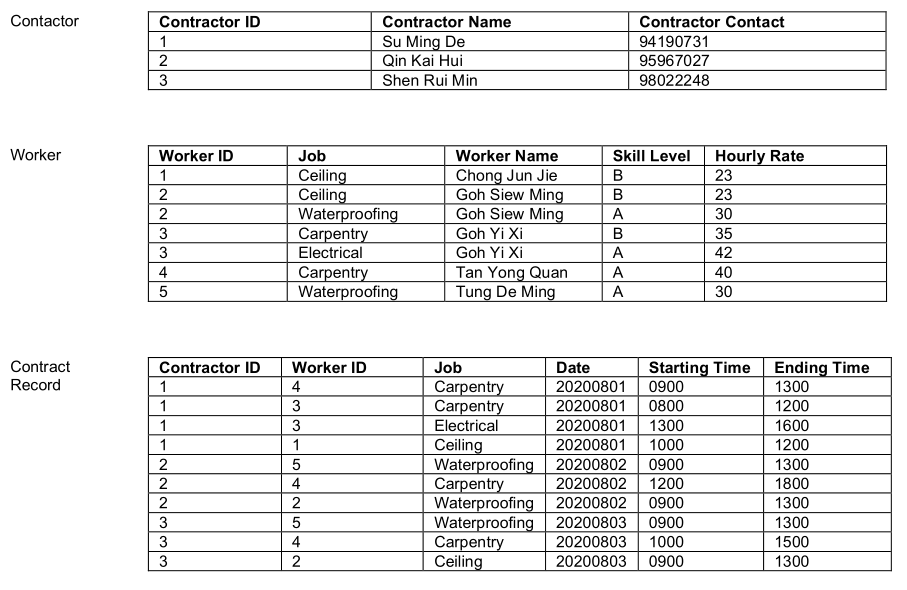 Contactor
Contractor ID Contractor Name Contractor Contact
1 Su Ming De 94190731
2 Qin Kai Hui 95967027
3 Shen Rui Min 98022248
Worker
Worker ID Job Worker Name Skill Level Hourly Rate
1 Ceiling Chong Jun Jie B 23
2 Ceiling Goh Siew Ming B 23
2 Waterproofing Goh Siew Ming A 30
3 Carpentry Goh Yi Xi B 35
3 Electrical Goh Yi Xi A 42
4 Carpentry Tan Yong Quan A 40
5 Waterproofing Tung De Ming A 30
Contract
Record
Contractor ID Worker ID Job Date Starting Time Ending Time
1 4 Carpentry 20200801 0900 1300
1 3 Carpentry 20200801 0800 1200
1 3 Electrical 20200801 1300 1600
1 1 Ceiling 20200801 1000 1200
2 5 Waterproofing 20200802 0900 1300
2 4 Carpentry 20200802 1200 1800
2 2 Waterproofing 20200802 0900 1300
3 5 Waterproofing 20200803 0900 1300
3 4 Carpentry 20200803 1000 1500
3 2 Ceiling 20200803 0900 1300